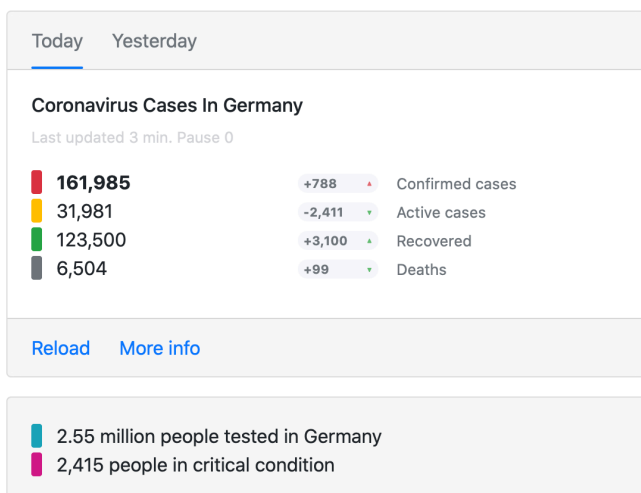 Today Yesterday
Coronavirus Cases In Germany
Last updated 3 min. Pause 0
161,985 +788 Confirmed cases
31,981 -2,411 Active cases
123,500 +3,100 Recovered
6,504 +99 Deaths
Reload More info
2.55 million people tested in Germany
2,415 people in critical condition